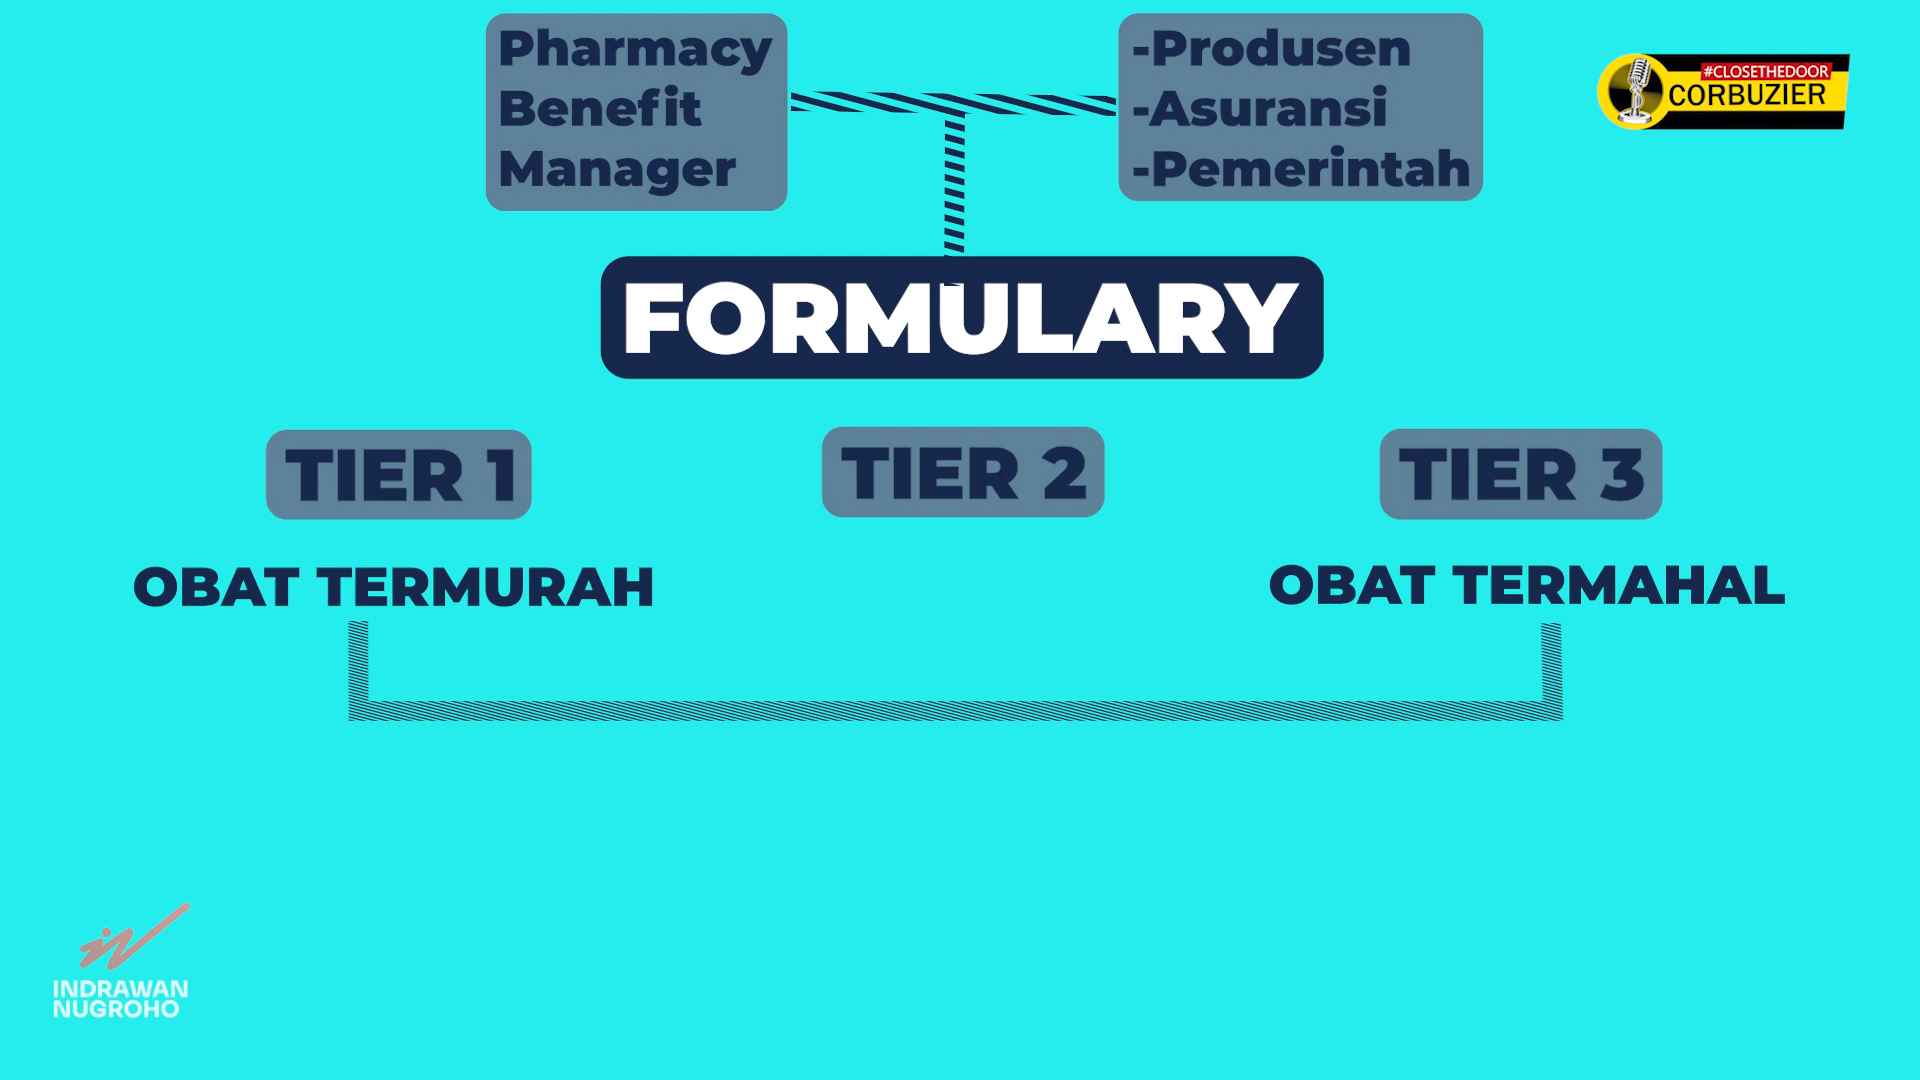 Pharmacy
Benefit
Manager
-Produsen
-Asuransi
-Pemerintah
#CLOSETHEDOOR
CORBUZIER
FORMULARY
TIER 1
TIER 2
TIER 3
OBAT TERMURAH
OBAT TERMAHAL
INDRAWAN
NUGROHO